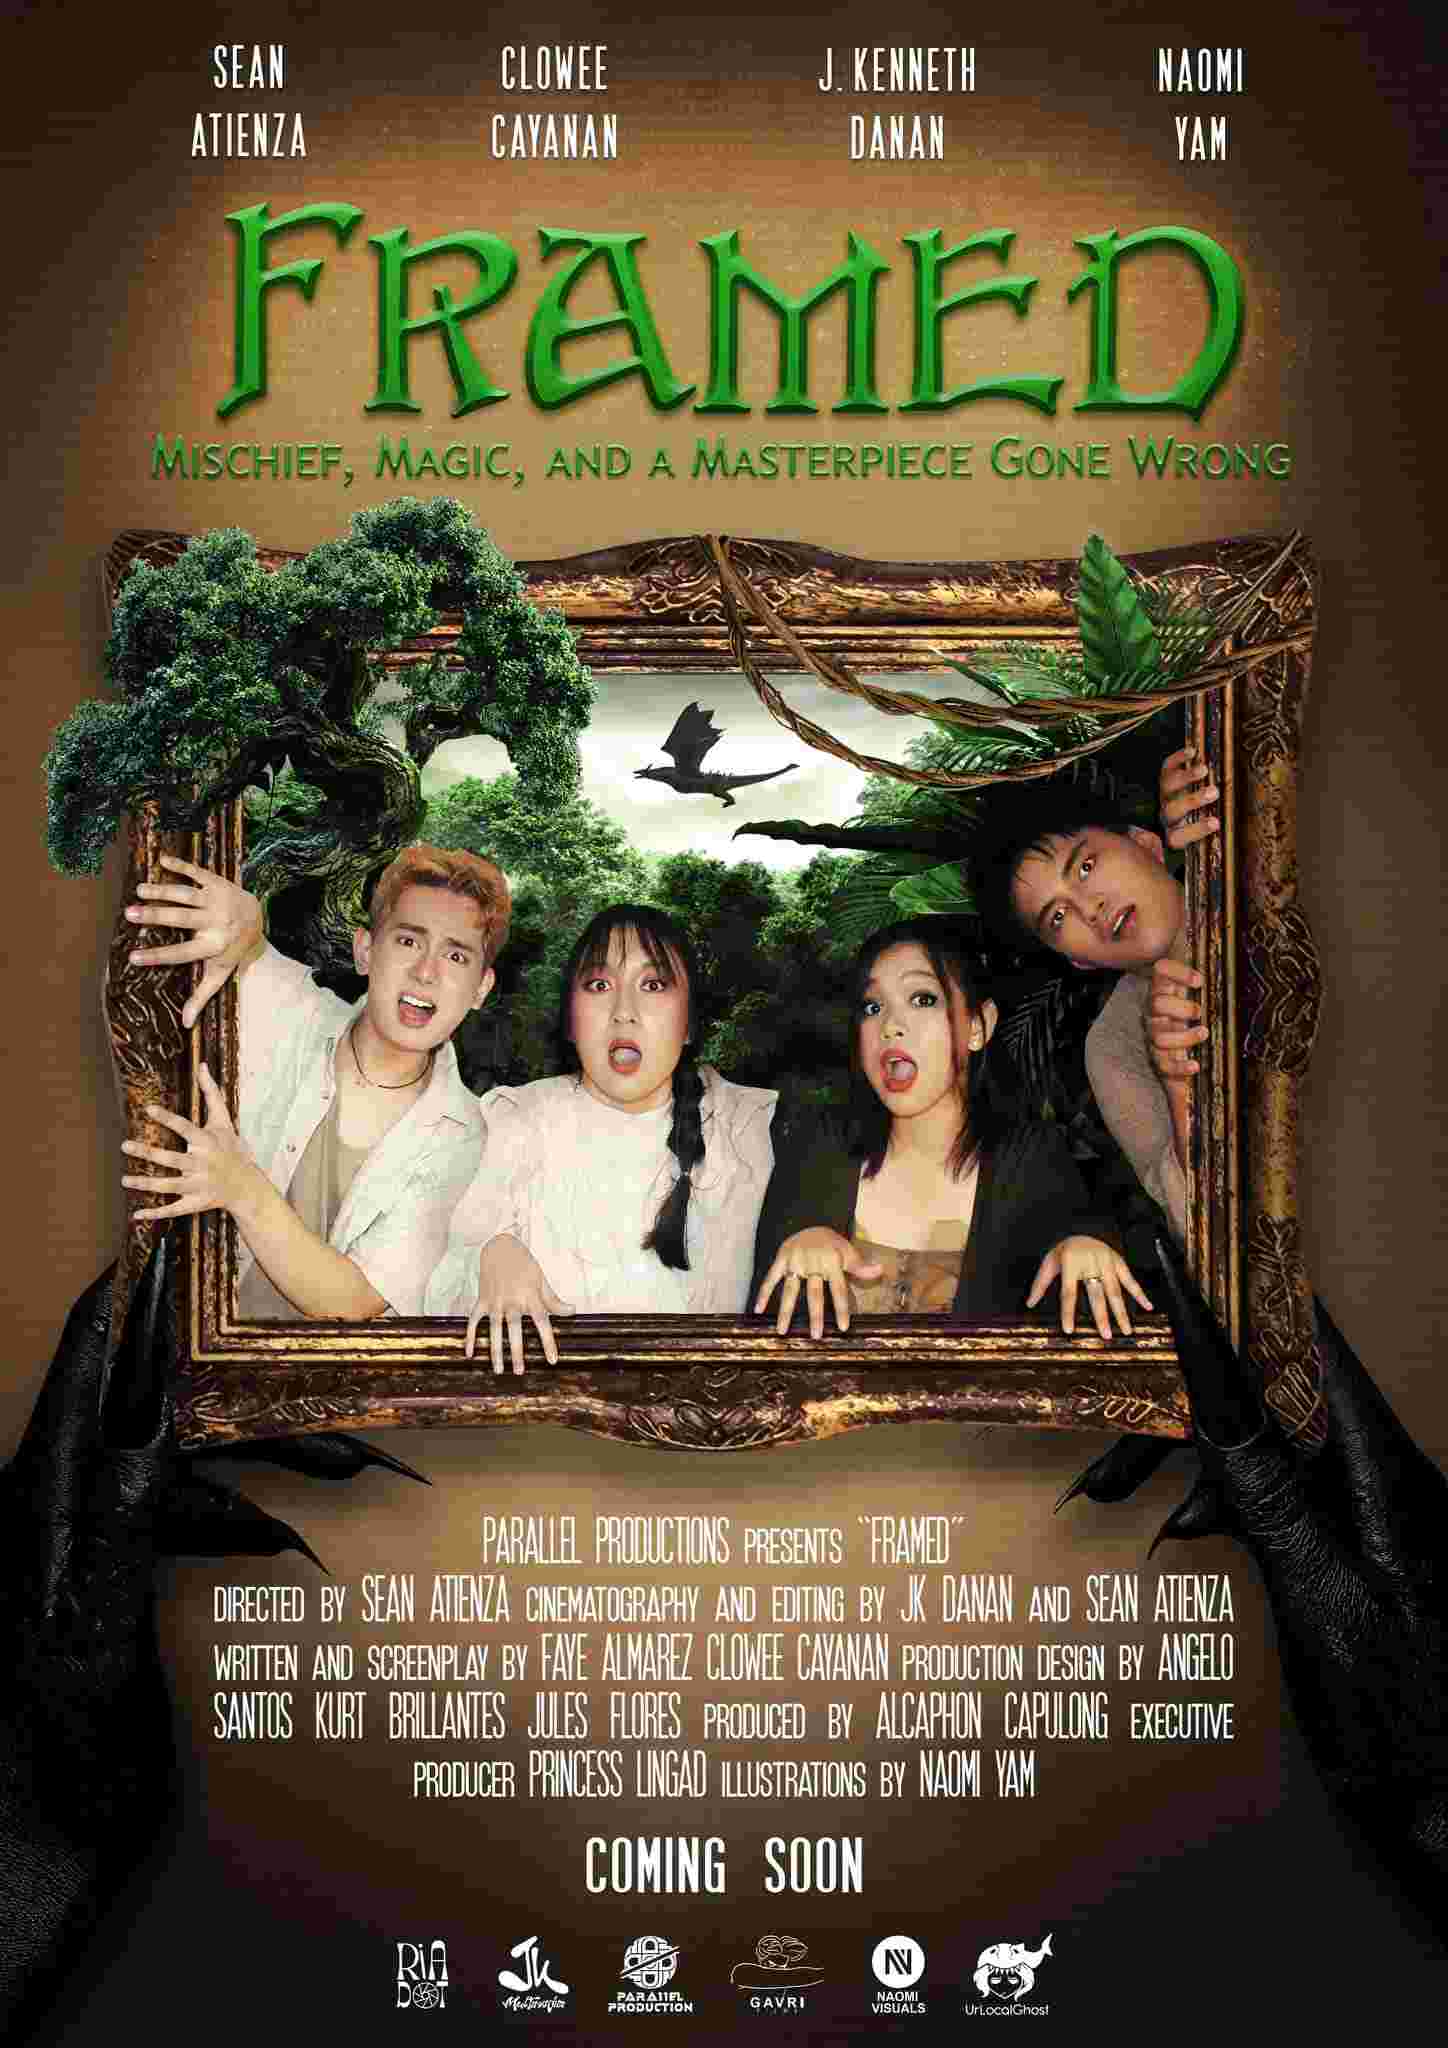 SEAN ATIENZA
CLOWEE CAYANAN
J. KENNETH DANAN
NAOMI YAM
FRAMED
MISCHIEF, MAGIC, AND A MASTERPIECE GONE WRONG
PARALLEL PRODUCTIONS PRESENTS "FRAMED"
DIRECTED BY SEAN ATIENZA CINEMATOGRAPHY AND EDITING BY JK DANAN AND SEAN ATIENZA
WRITTEN AND SCREENPLAY BY FAYE ALMAREZ CLOWEE CAYANAN PRODUCTION DESIGN BY ANGELO
SANTOS KURT BRILLANTES JULES FLORES PRODUCED BY ALCAPHON CAPULONG EXECUTIVE
PRODUCER PRINCESS LINGAD ILLUSTRATIONS BY NAOMI YAM
COMING SOON
RIA DOT
JK
PARALLEL PRODUCTION
GAVRI
NAOMI VISUALS
UrLocalGhost